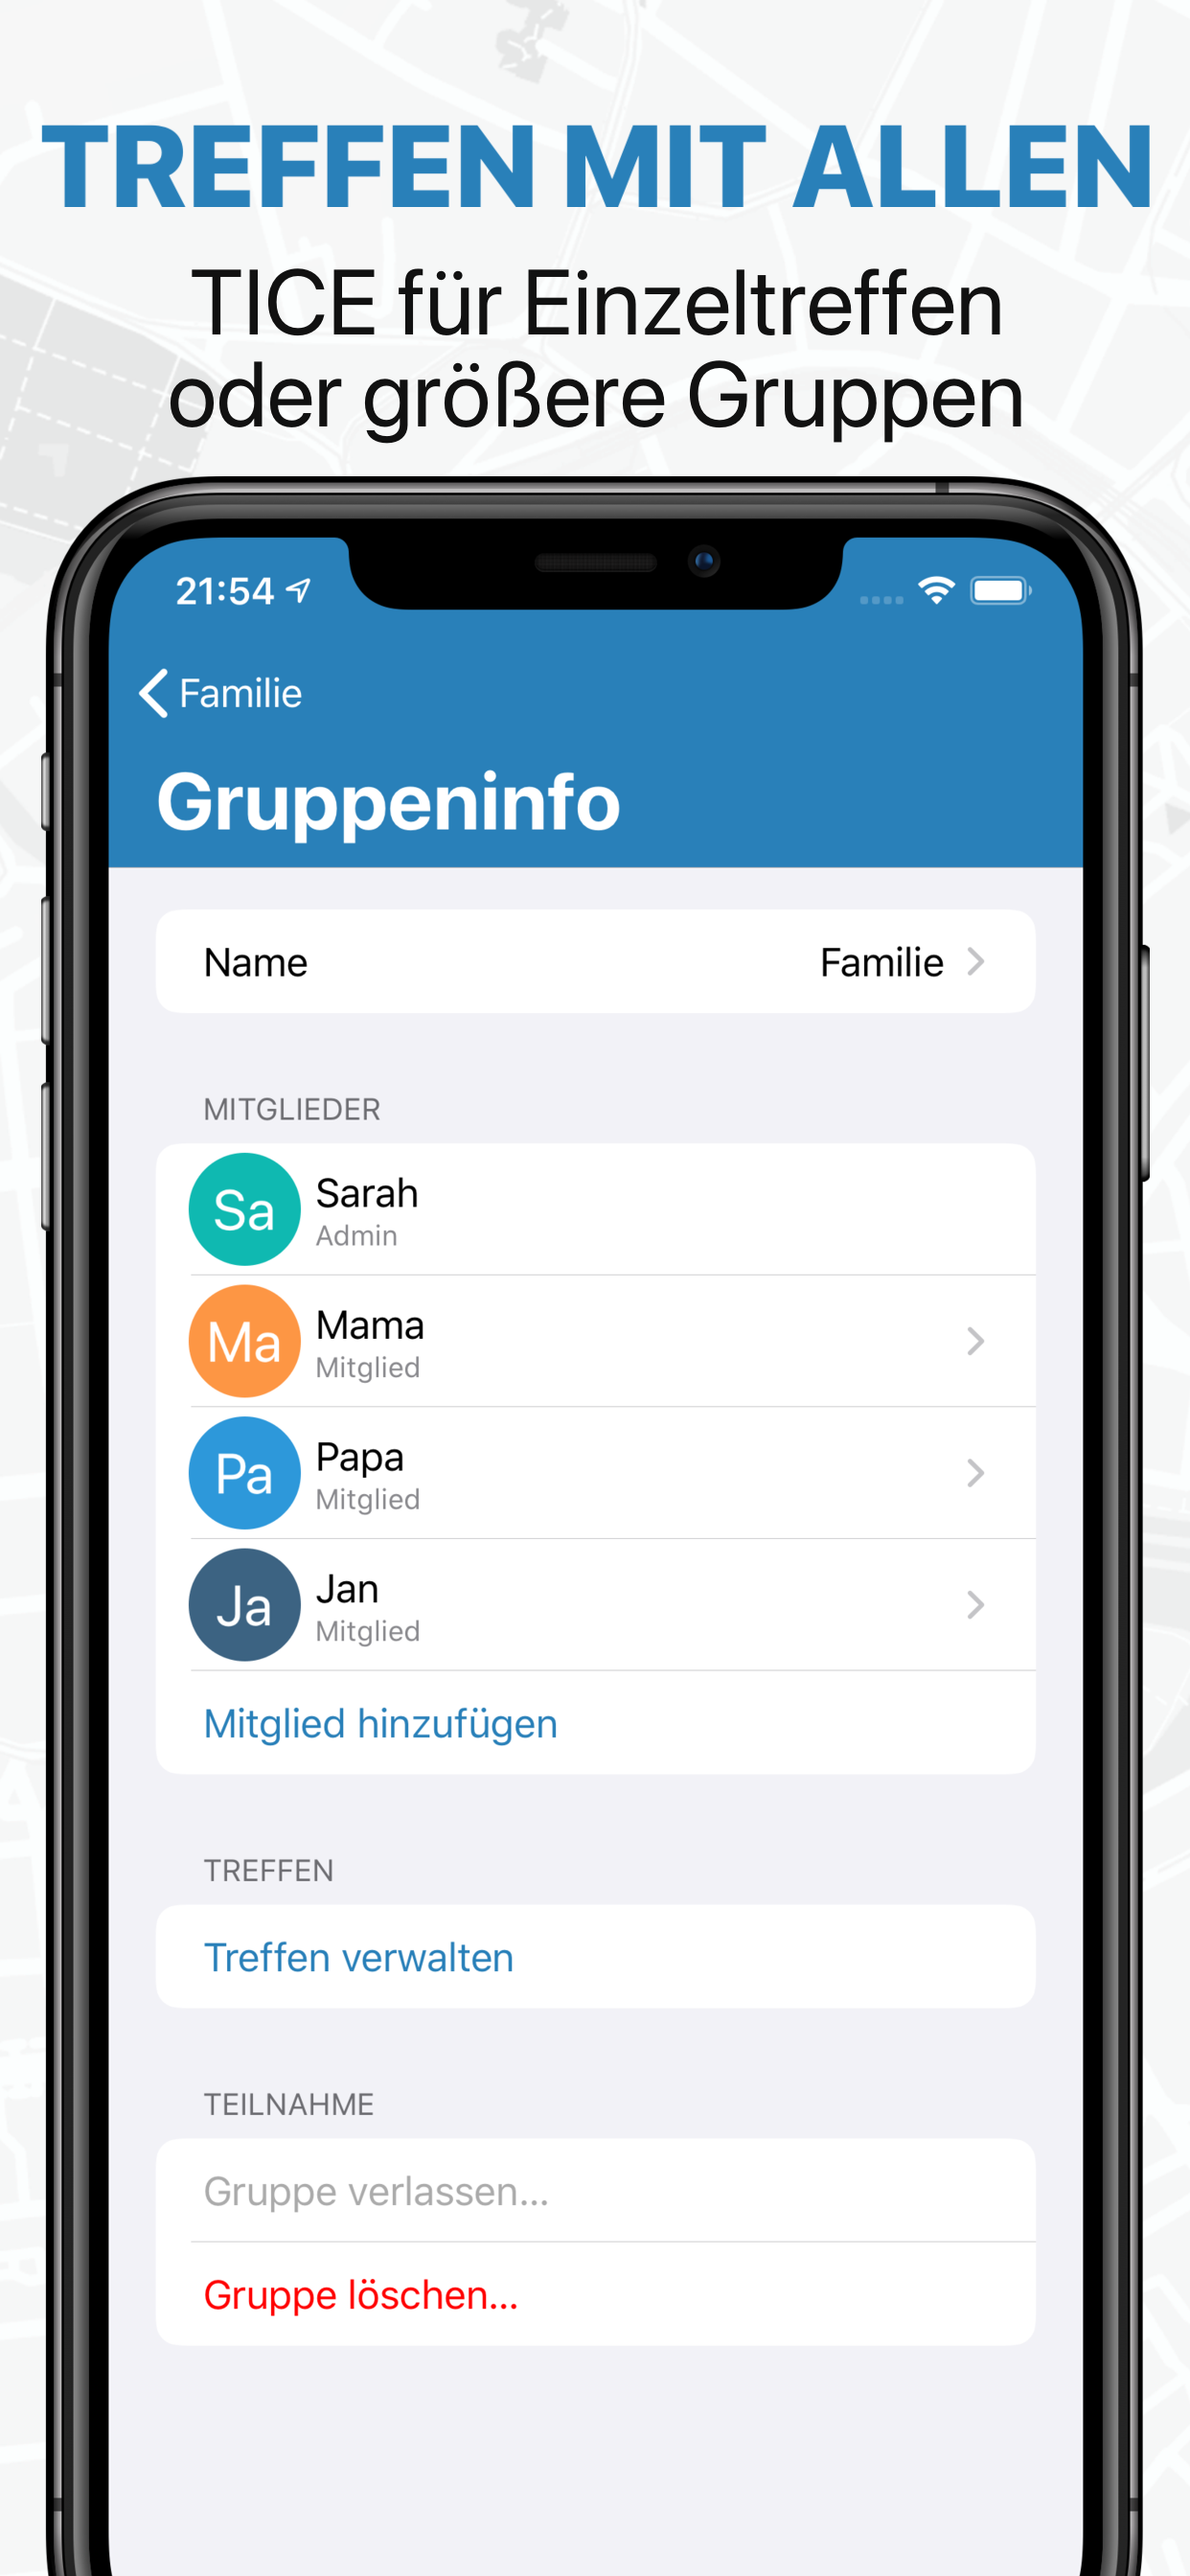 TREFFEN MIT ALLEN
TICE für Einzeltreffen
oder größere Gruppen
21:54
Familie
Gruppeninfo
Name Familie
MITGLIEDER
Sa Sarah
Admin
Ma Mama
Mitglied
Pa Papa
Mitglied
Ja Jan
Mitglied
Mitglied hinzufügen
TREFFEN
Treffen verwalten
TEILNAHME
Gruppe verlassen...
Gruppe löschen...